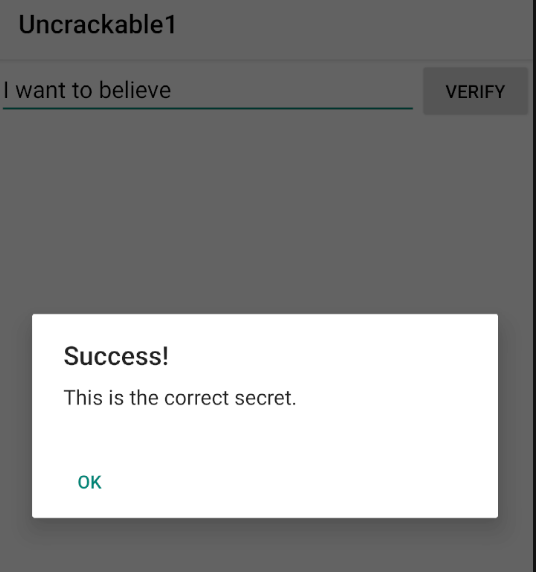 Uncrackable1
I want to believe
VERIFY
Success!
This is the correct secret.
OK